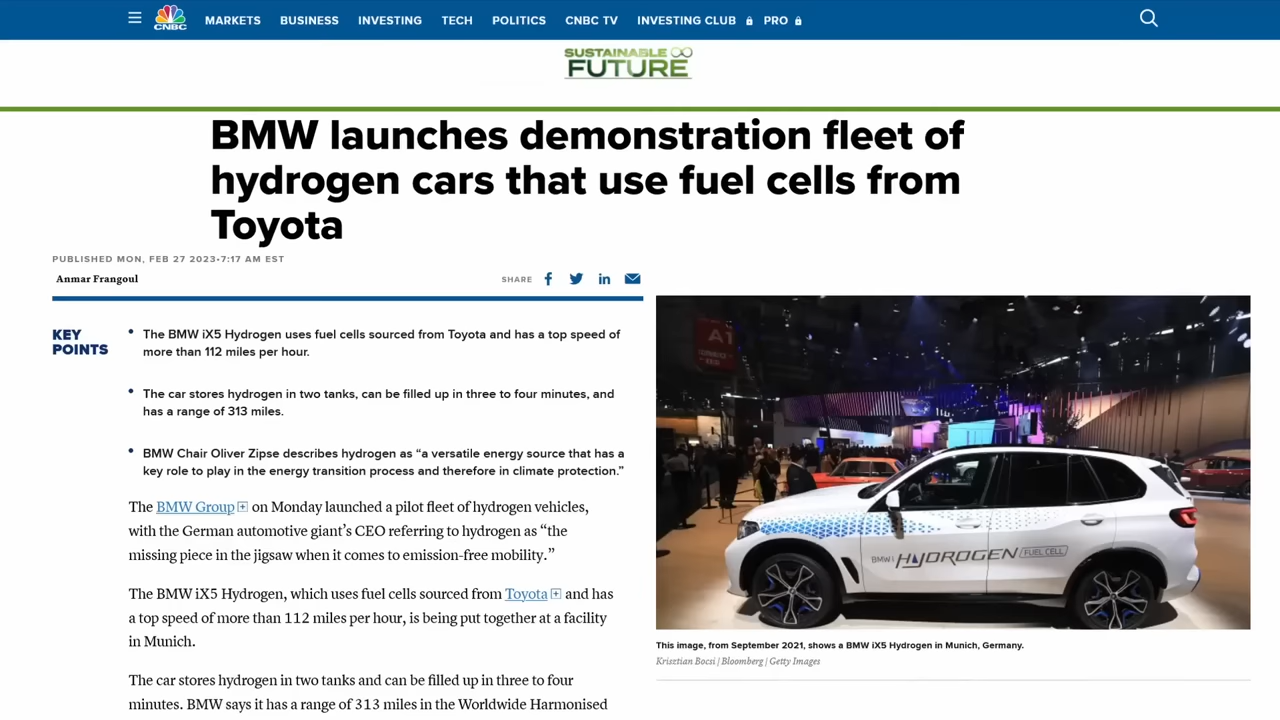 CNBC
MARKETS BUSINESS INVESTING TECH POLITICS CNBC TV INVESTING CLUB PRO
SUSTAINABLE
FUTURE
BMW launches demonstration fleet of
hydrogen cars that use fuel cells from
Toyota
PUBLISHED MON, FEB 27 2023•7:17 AM EST
Anmar Frangoul
SHARE
KEY
POINTS
• The BMW iX5 Hydrogen uses fuel cells sourced from Toyota and has a top speed of
more than 112 miles per hour.
• The car stores hydrogen in two tanks, can be filled up in three to four minutes, and
has a range of 313 miles.
• BMW Chair Oliver Zipse describes hydrogen as “a versatile energy source that has a
key role to play in the energy transition process and therefore in climate protection.”
The BMW Group on Monday launched a pilot fleet of hydrogen vehicles,
with the German automotive giant’s CEO referring to hydrogen as “the
missing piece in the jigsaw when it comes to emission-free mobility.”
The BMW iX5 Hydrogen, which uses fuel cells sourced from Toyota and has
a top speed of more than 112 miles per hour, is being put together at a facility
in Munich.
The car stores hydrogen in two tanks and can be filled up in three to four
minutes. BMW says it has a range of 313 miles in the Worldwide Harmonised
A1
BMW i HYDROGEN FUEL CELL
This image, from September 2021, shows a BMW iX5 Hydrogen in Munich, Germany.
Krisztian Bocsi | Bloomberg | Getty Images